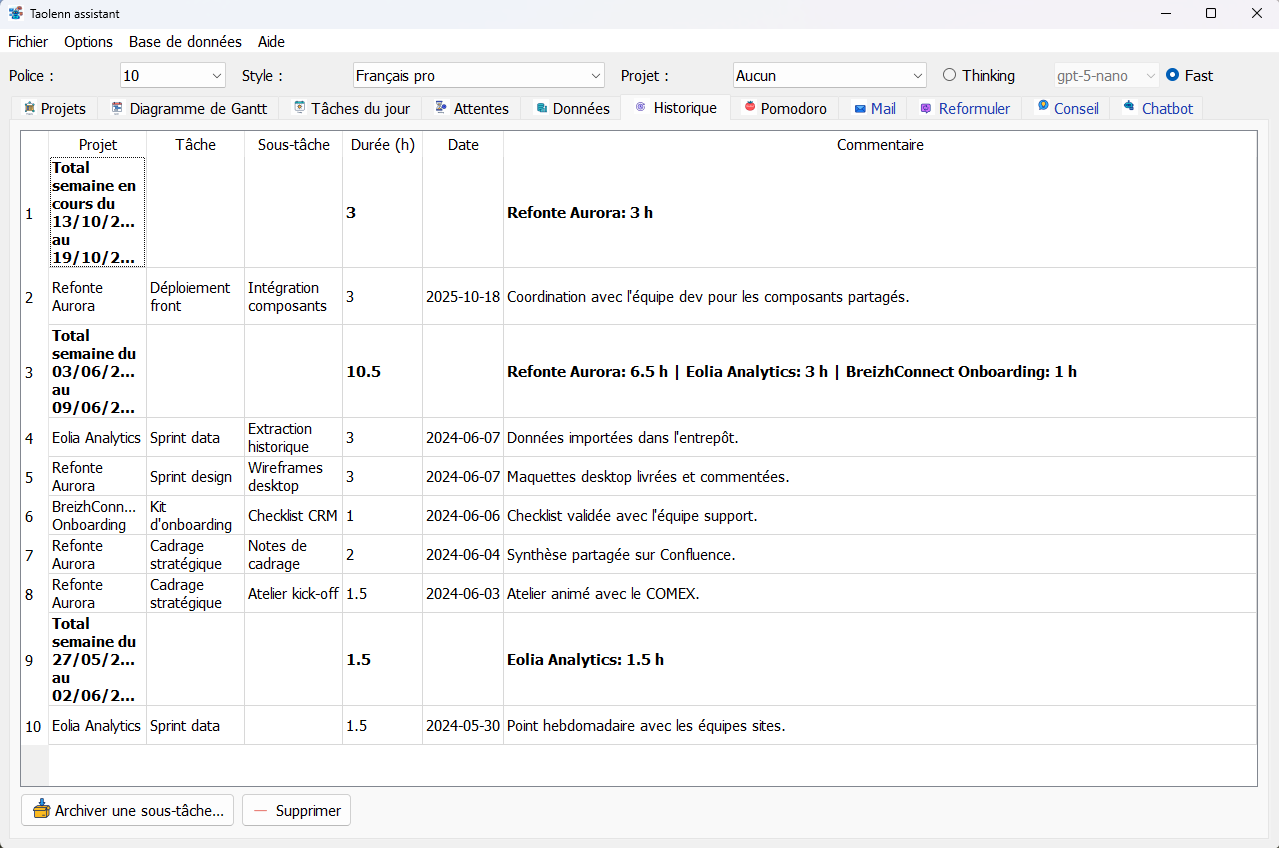 Taolenn assistant
Fichier Options Base de données Aide
Police : 10 Style : Français pro Projet : Aucun Thinking gpt-5-nano Fast
Projets Diagramme de Gantt Tâches du jour Attentes Données Historique Pomodoro Mail Reformuler Conseil Chatbot
Projet Tâche Sous-tâche Durée (h) Date Commentaire
1
Total
semaine en
cours du
13/10/2...
au
19/10/2...
3
Refonte Aurora: 3 h
2
Refonte
Aurora
Déploiement
front
Intégration
composants
3
2025-10-18
Coordination avec l'équipe dev pour les composants partagés.
3
Total
semaine du
03/06/2...
au
09/06/2...
10.5
Refonte Aurora: 6.5 h | Eolia Analytics: 3 h | BreizhConnect Onboarding: 1 h
4
Eolia Analytics
Sprint data
Extraction
historique
3
2024-06-07
Données importées dans l'entrepôt.
5
Refonte
Aurora
Sprint design
Wireframes
desktop
3
2024-06-07
Maquettes desktop livrées et commentées.
6
BreizhConn...
Onboarding
Kit
d'onboarding
Checklist CRM
1
2024-06-06
Checklist validée avec l'équipe support.
7
Refonte
Aurora
Cadrage
stratégique
Notes de
cadrage
2
2024-06-04
Synthèse partagée sur Confluence.
8
Refonte
Aurora
Cadrage
stratégique
Atelier kick-off
1.5
2024-06-03
Atelier animé avec le COMEX.
9
Total
semaine du
27/05/2...
au
02/06/2...
1.5
Eolia Analytics: 1.5 h
10
Eolia Analytics
Sprint data
1.5
2024-05-30
Point hebdomadaire avec les équipes sites.
Archiver une sous-tâche... Supprimer